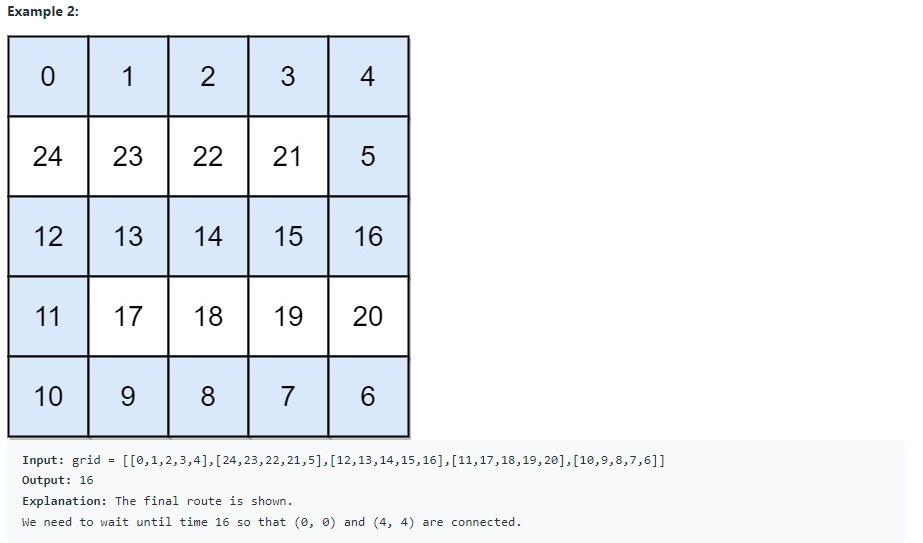 Example 2:
0 1 2 3 4
24 23 22 21 5
12 13 14 15 16
11 17 18 19 20
10 9 8 7 6
Input: grid = [[0,1,2,3,4],[24,23,22,21,5],[12,13,14,15,16],[11,17,18,19,20],[10,9,8,7,6]]
Output: 16
Explanation: The final route is shown.
We need to wait until time 16 so that (0, 0) and (4, 4) are connected.